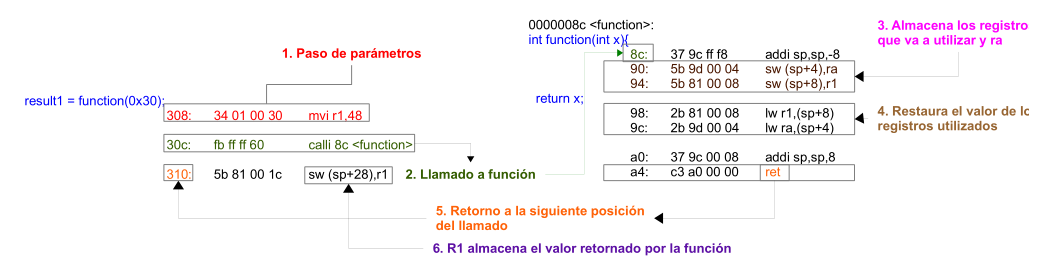 0000008c <function>:
int function(int x){
3. Almacena los registro
que va a utilizar y ra
1. Paso de parámetros
8c: 37 9c ff f8 addi sp,sp,-8
90: 5b 9d 00 04 sw (sp+4),ra
94: 5b 81 00 08 sw (sp+8),r1
result1 = function(0x30);
return x;
308: 34 01 00 30 mvi r1,48
98: 2b 81 00 08 lw r1,(sp+8)
9c: 2b 9d 00 04 lw ra,(sp+4)
4. Restaura el valor de lo
registros utilizados
30c: fb ff ff 60 calli 8c <function>
a0: 37 9c 00 08 addi sp,sp,8
a4: c3 a0 00 00 ret
310: 5b 81 00 1c sw (sp+28),r1
2. Llamado a función
5. Retorno a la siguiente posición
del llamado
6. R1 almacena el valor retornado por la función